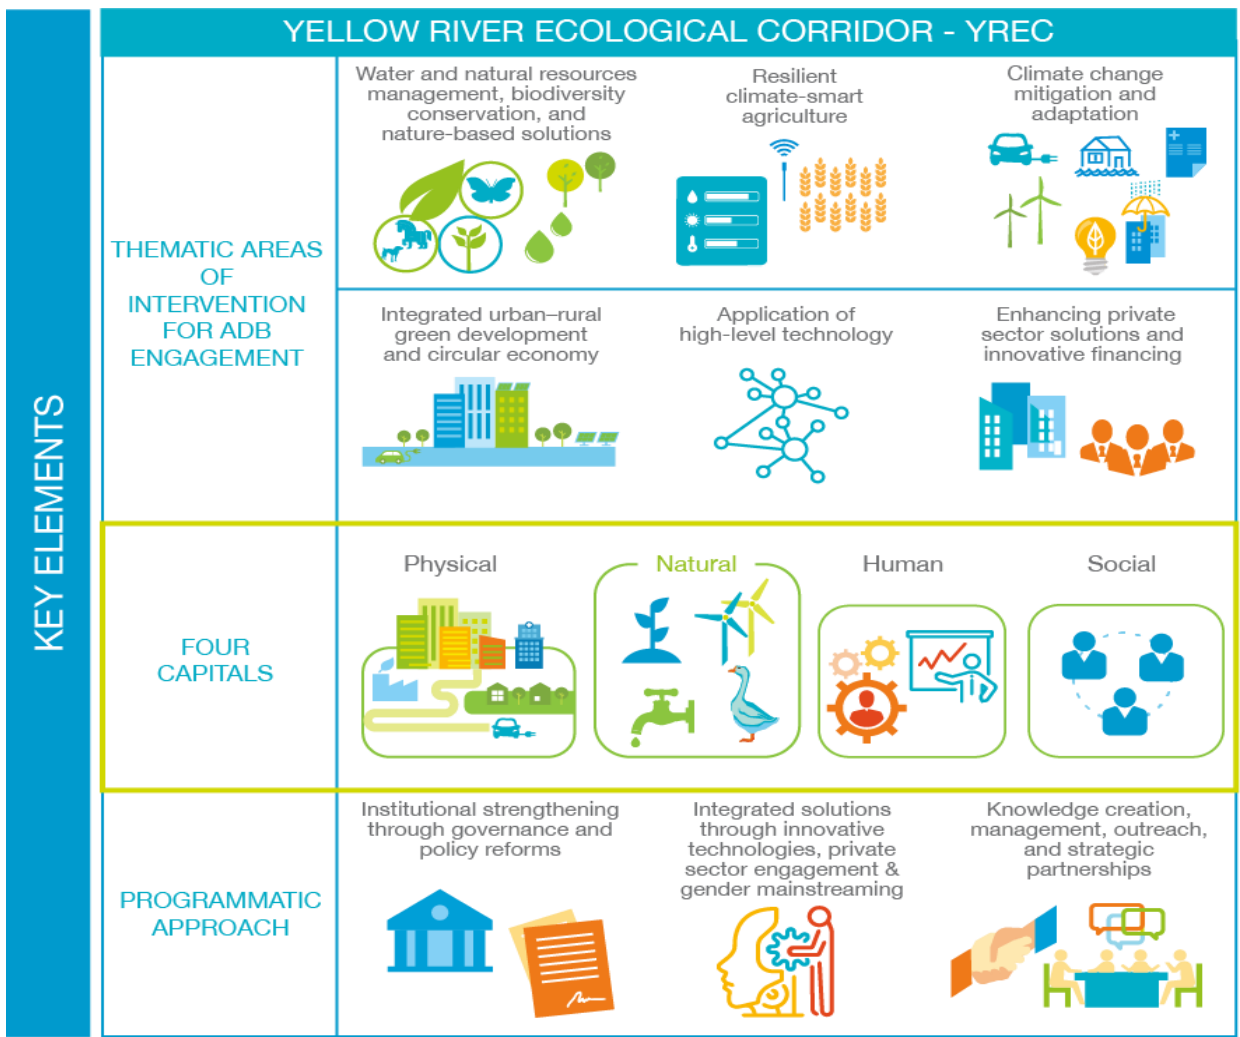 YELLOW RIVER ECOLOGICAL CORRIDOR - YREC
KEY ELEMENTS
THEMATIC AREAS
OF
INTERVENTION
FOR ADB
ENGAGEMENT
Water and natural resources
management, biodiversity
conservation, and
nature-based solutions
Resilient
climate-smart
agriculture
Climate change
mitigation and
adaptation
Integrated urban–rural
green development
and circular economy
Application of
high-level technology
Enhancing private
sector solutions and
innovative financing
FOUR
CAPITALS
Physical
Natural
Human
Social
PROGRAMMATIC
APPROACH
Institutional strengthening
through governance and
policy reforms
Integrated solutions
through innovative
technologies, private
sector engagement &
gender mainstreaming
Knowledge creation,
management, outreach,
and strategic
partnerships